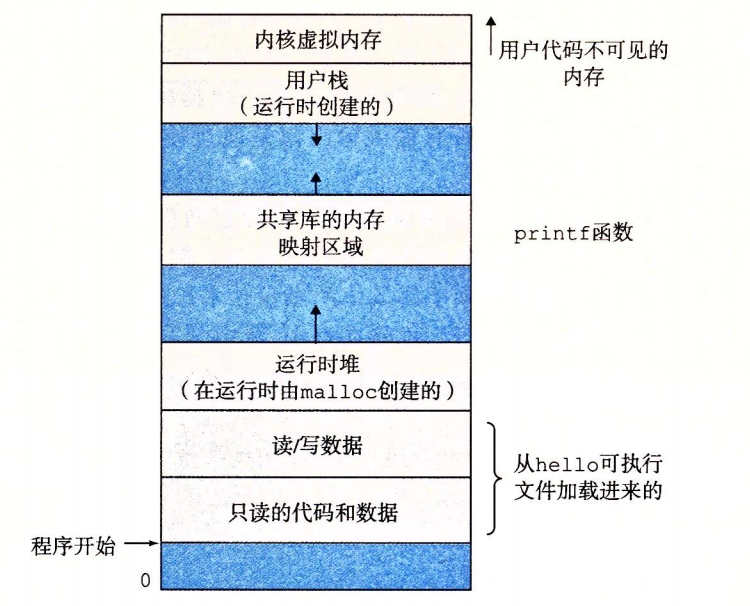 内核虚拟内存
用户代码不可见的
内存
用户栈
（运行时创建的）
共享库的内存
映射区域
printf函数
运行时堆
（在运行时由malloc创建的）
读/写数据
从hello可执行
文件加载进来的
只读的代码和数据
程序开始
0